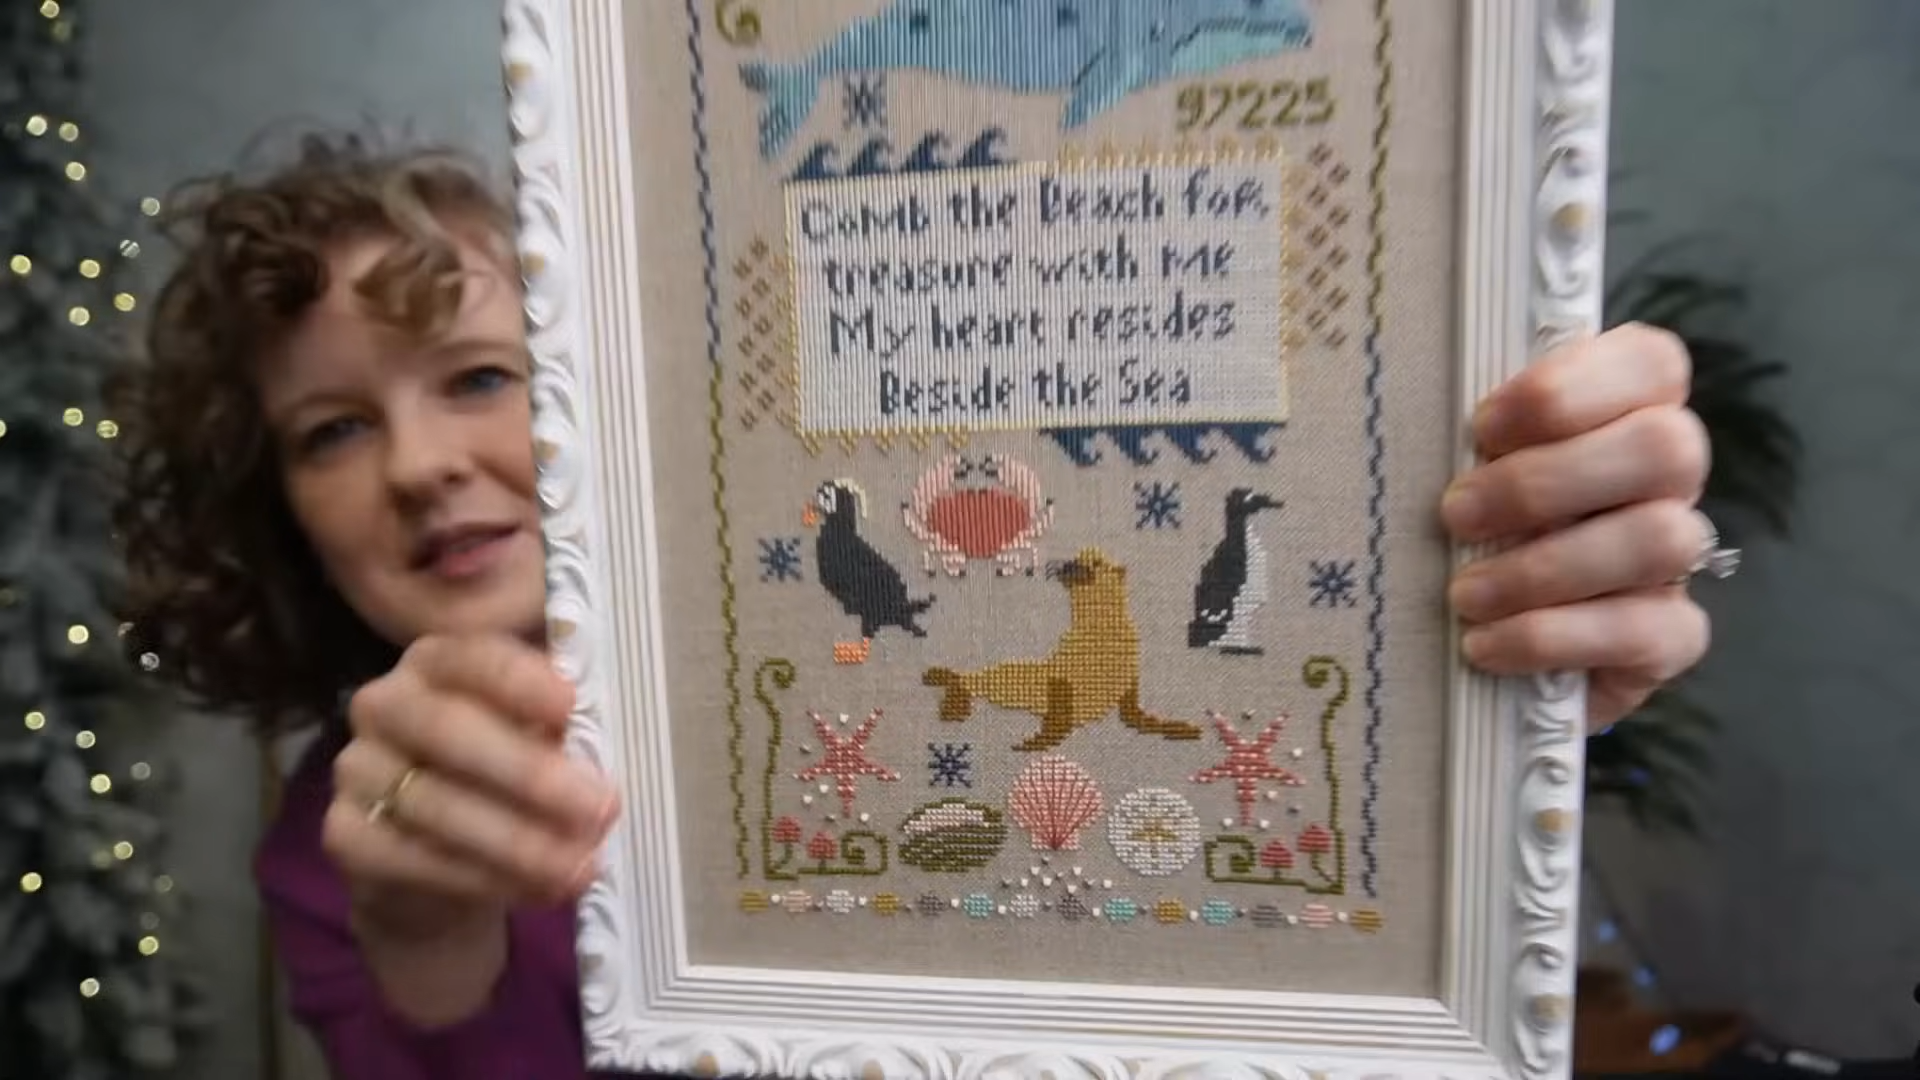 97225
Comb the Beach for
treasure with me
My heart resides
Beside the Sea